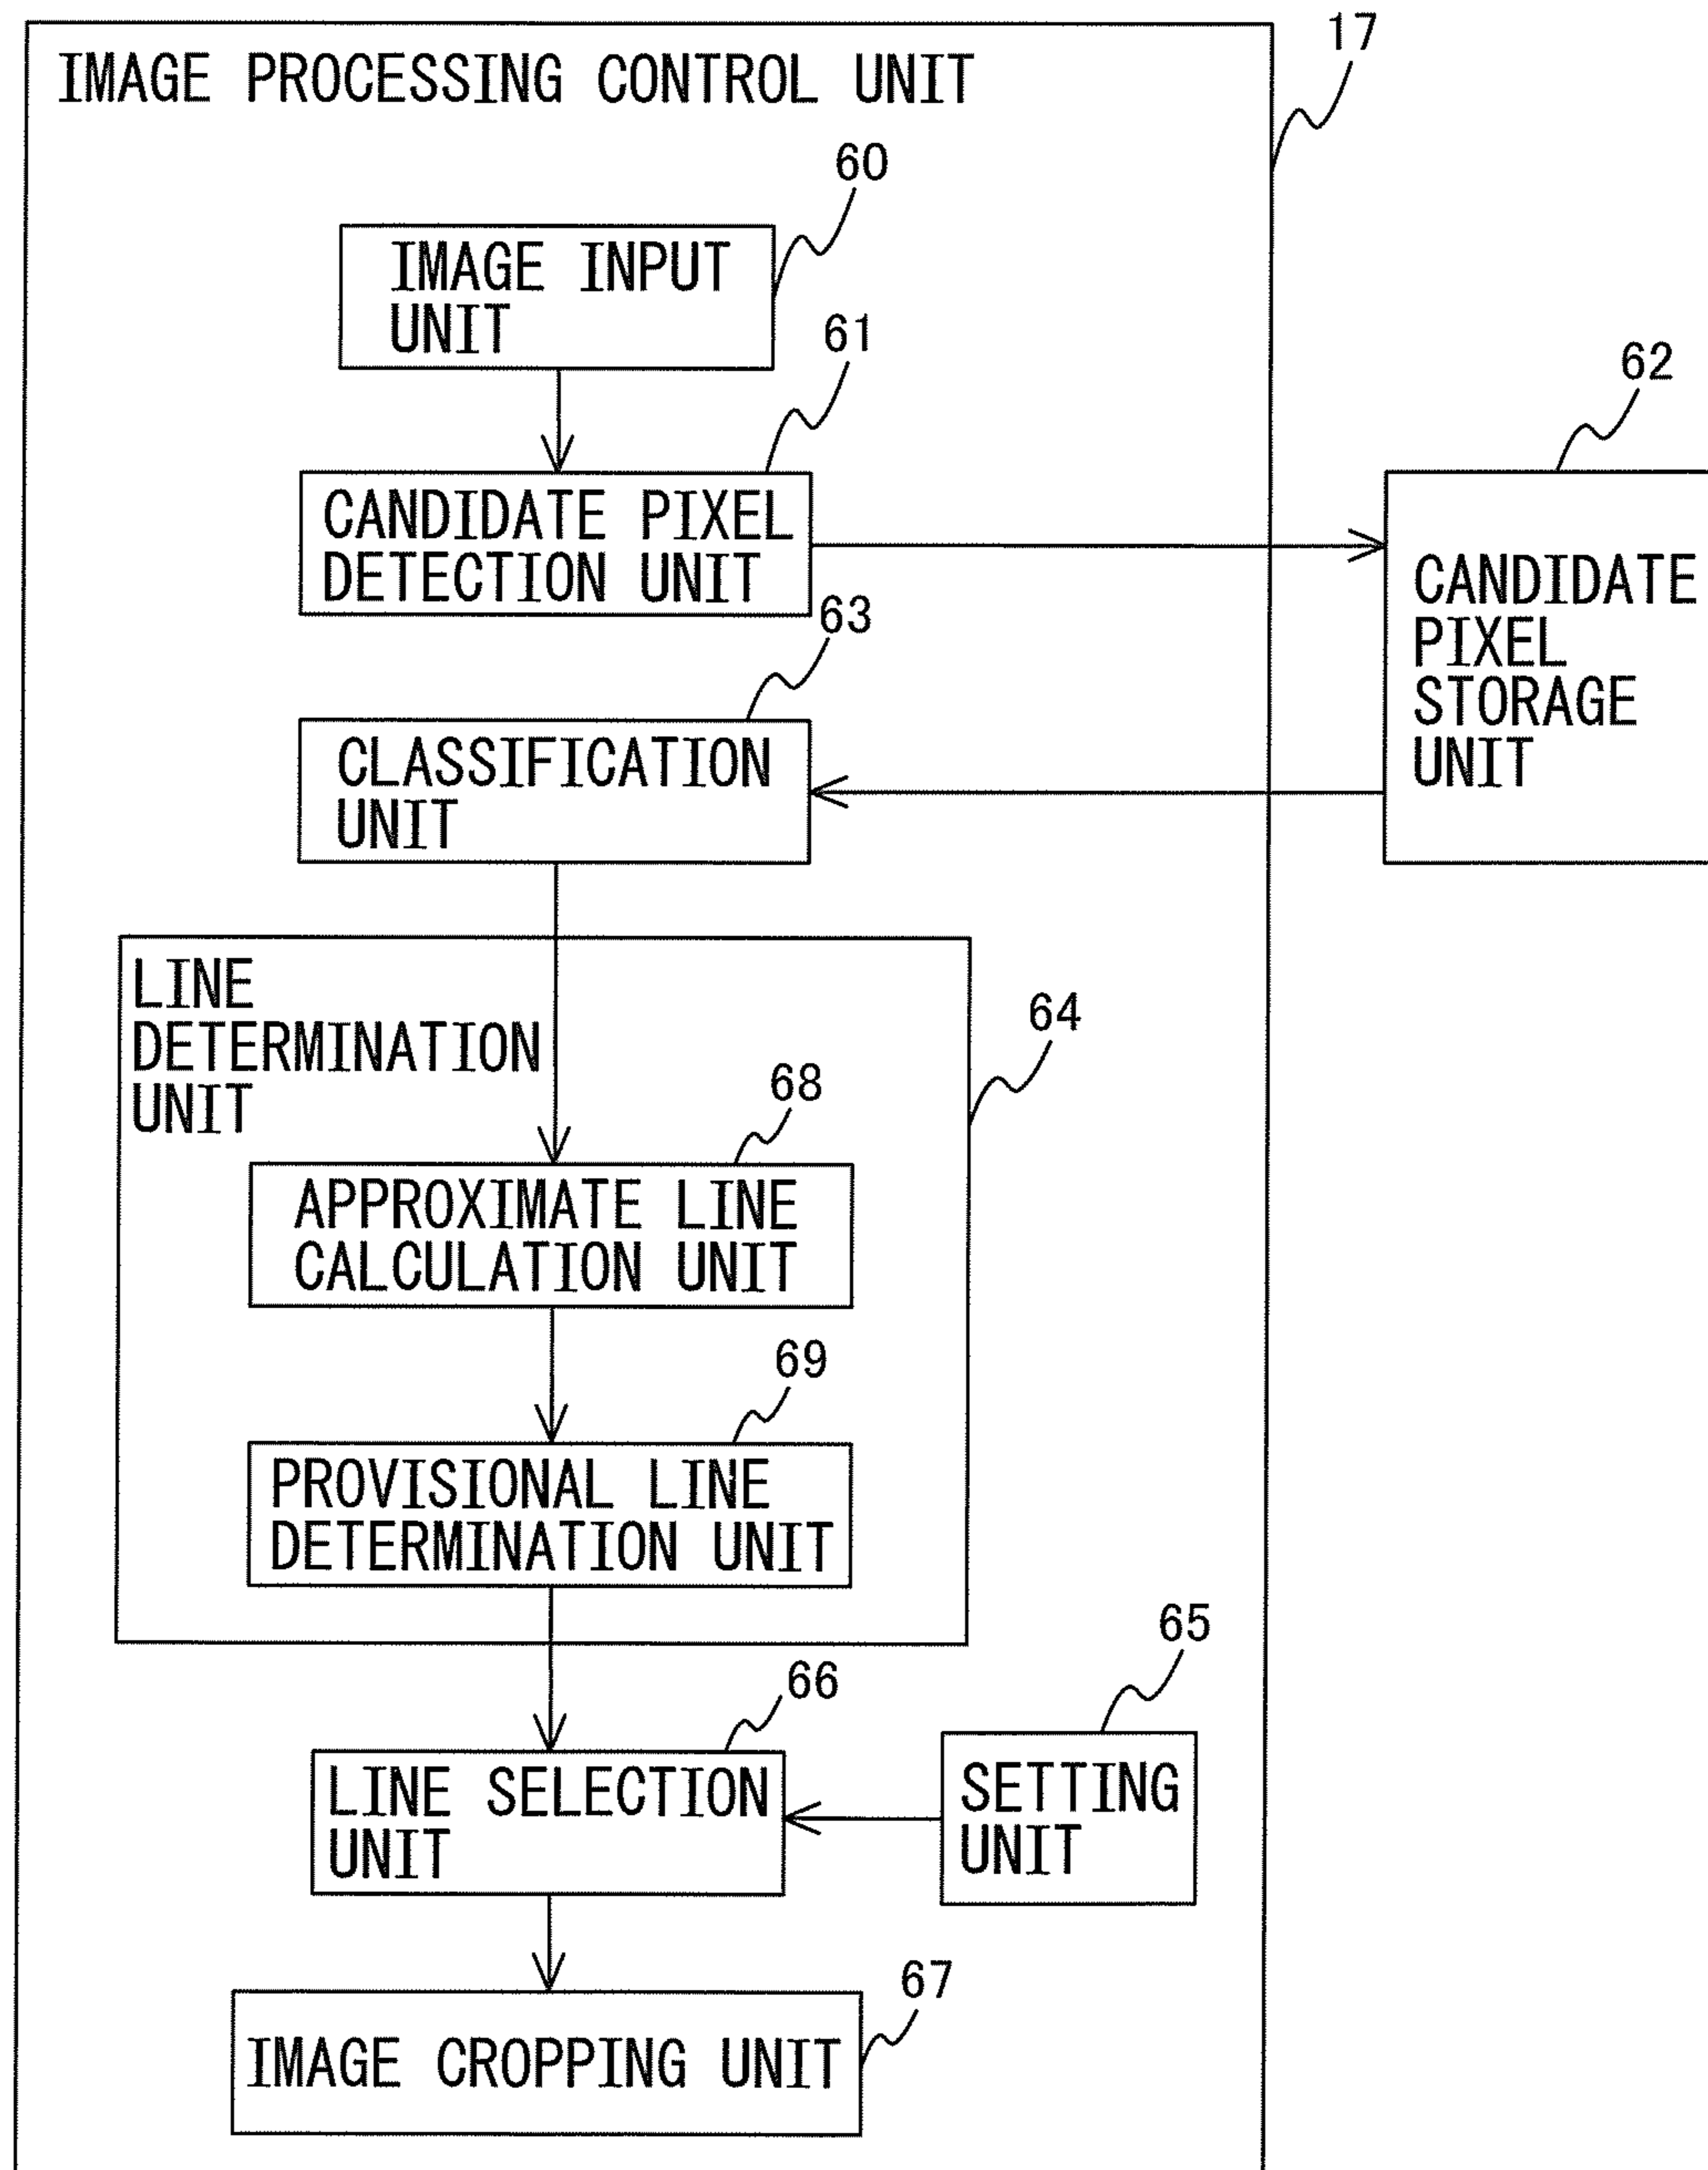 17
IMAGE PROCESSING CONTROL UNIT
60
IMAGE INPUT
UNIT
61
CANDIDATE PIXEL
DETECTION UNIT
62
CANDIDATE
PIXEL
STORAGE
UNIT
63
CLASSIFICATION
UNIT
LINE
DETERMINATION
UNIT
64
68
APPROXIMATE LINE
CALCULATION UNIT
69
PROVISIONAL LINE
DETERMINATION UNIT
65
66
LINE SELECTION
UNIT
SETTING
UNIT
67
IMAGE CROPPING UNIT